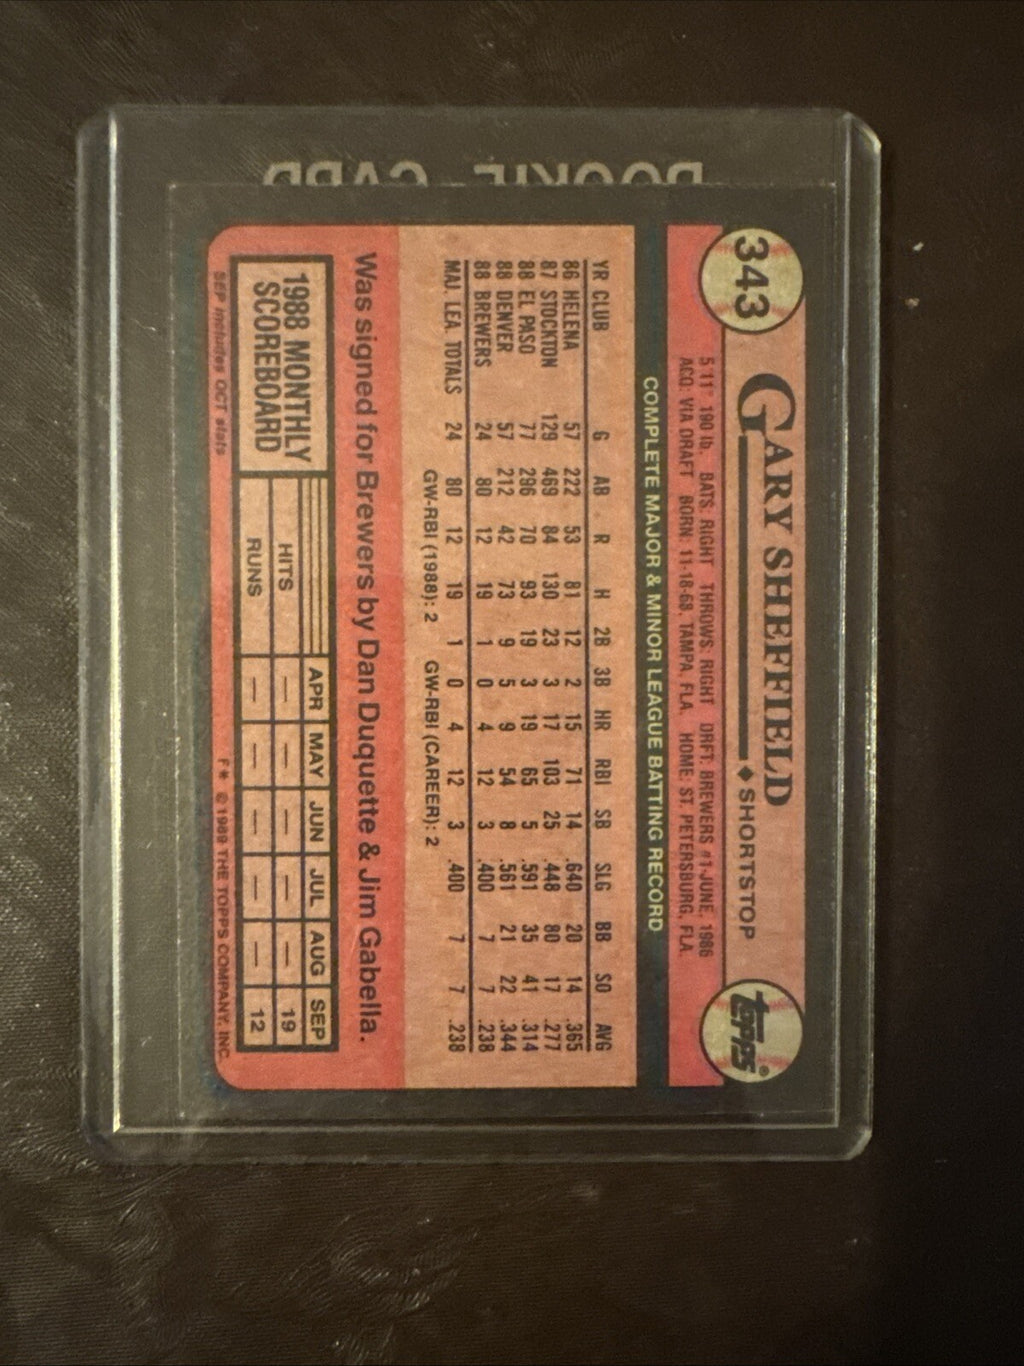 ROOKIE CARD
343
GARY SHEFFIELD ♦ SHORTSTOP
topps®
5'11" 190 lb. BATS: RIGHT THROWS: RIGHT DRFT: BREWERS #1-JUNE, 1986
ACQ: VIA DRAFT BORN: 11-18-68, TAMPA, FLA. HOME: ST. PETERSBURG, FLA.
COMPLETE MAJOR & MINOR LEAGUE BATTING RECORD
YR CLUB G AB R H 2B 3B HR RBI SB SLG BB SO AVG
86 HELENA 57 222 53 81 12 2 15 71 14 .640 20 14 .365
87 STOCKTON 129 469 84 130 23 3 17 103 25 .448 80 17 .277
88 EL PASO 77 296 70 93 19 3 19 65 5 .591 35 41 .314
88 DENVER 57 212 42 73 9 5 9 54 8 .561 21 22 .344
88 BREWERS 24 80 12 19 1 0 4 12 3 .400 7 7 .238
MAJ. LEA. TOTALS 24 80 12 19 1 0 4 12 3 .400 7 7 .238
GW-RBI (1988): 2 GW-RBI (CAREER): 2
Was signed for Brewers by Dan Duquette & Jim Gabella.
1988 MONTHLY
SCOREBOARD
APR MAY JUN JUL AUG SEP
HITS — — — — — 19
RUNS — — — — — 12
SEP includes OCT stats
F* © 1989 THE TOPPS COMPANY, INC.